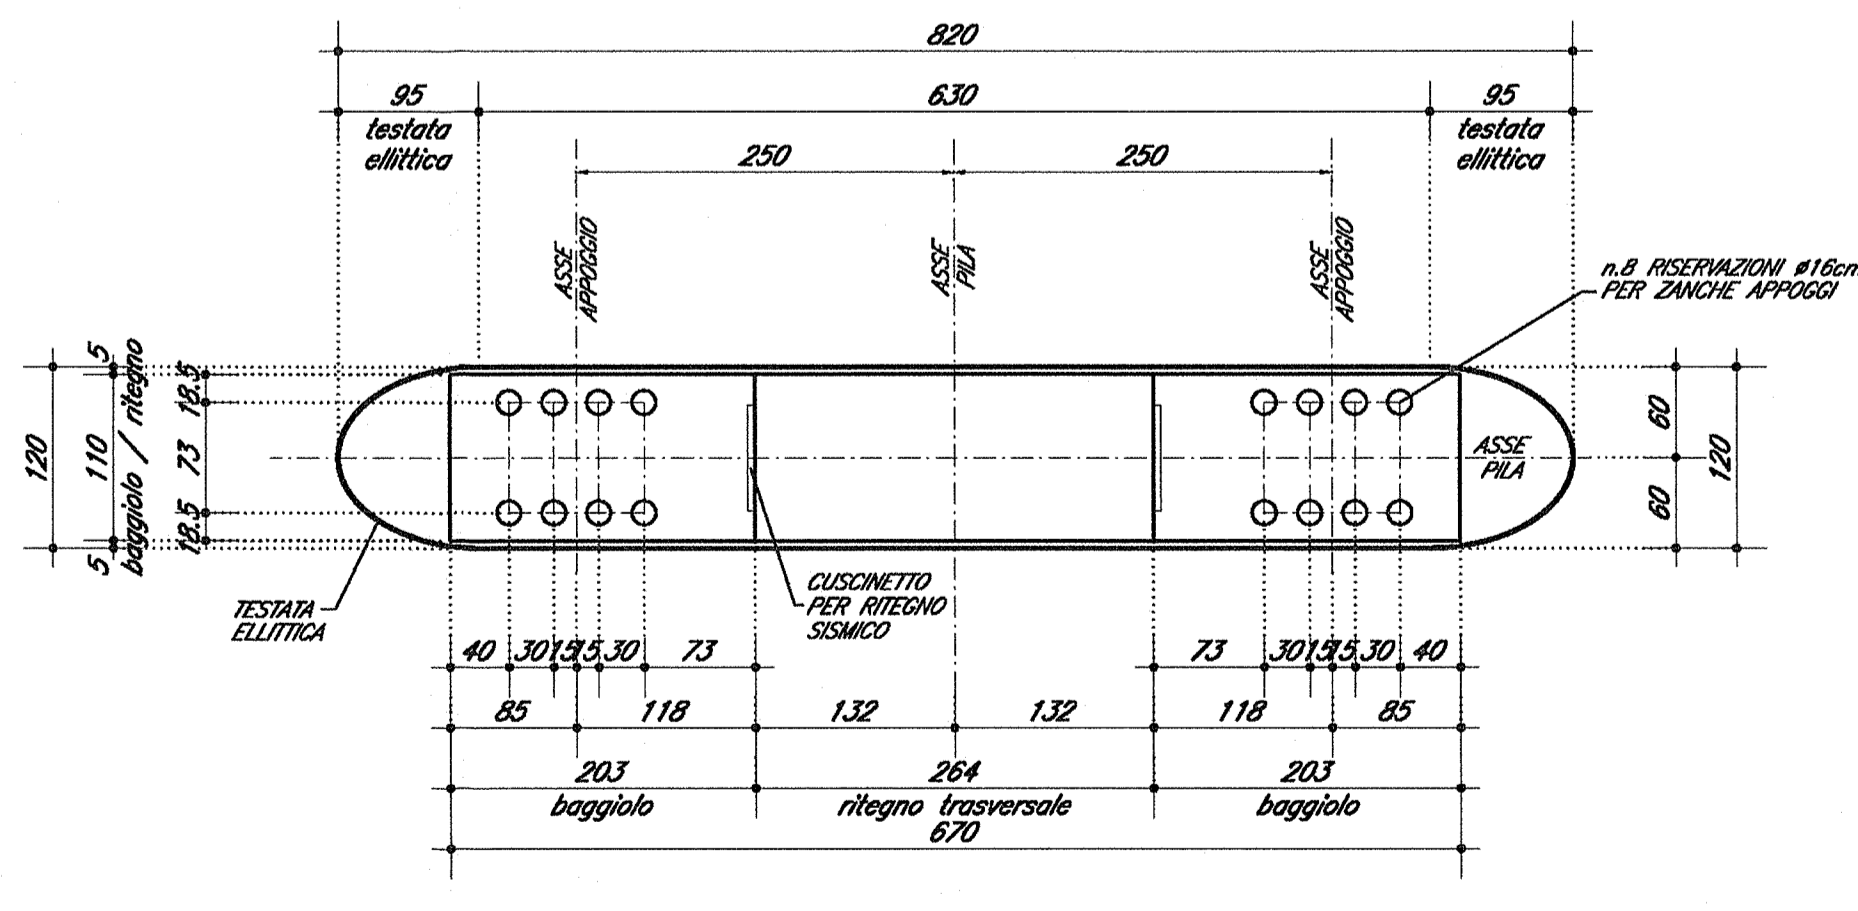 820
95
630
95
testata
ellittica
testata
ellittica
250
250
ASSE
APPOGGIO
ASSE
PILA
ASSE
APPOGGIO
n.8 RISERVAZIONI ø16cm
PER ZANCHE APPOGGI
120
5
110
5
baggiolo / ritegno
18.5
73
18.5
ASSE
PILA
60
60
120
TESTATA
ELLITTICA
CUSCINETTO
PER RITEGNO
SISMICO
40 30 15 15 30 73
73 30 15 15 30 40
85 118 132 132 118 85
203 264 203
baggiolo ritegno trasversale baggiolo
670